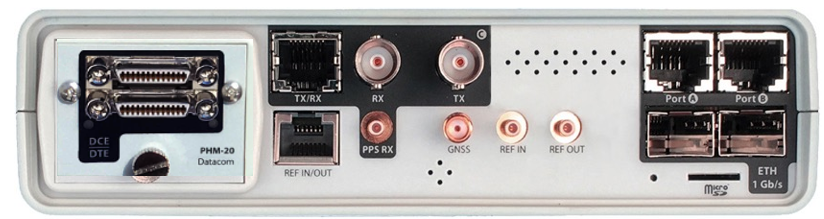 C
TX/RX
RX
TX
Port A
Port B
DCE
DTE
PHM-20
Datacom
REF IN/OUT
PPS RX
GNSS
REF IN
REF OUT
ETH
1 Gb/s
Micro
SD